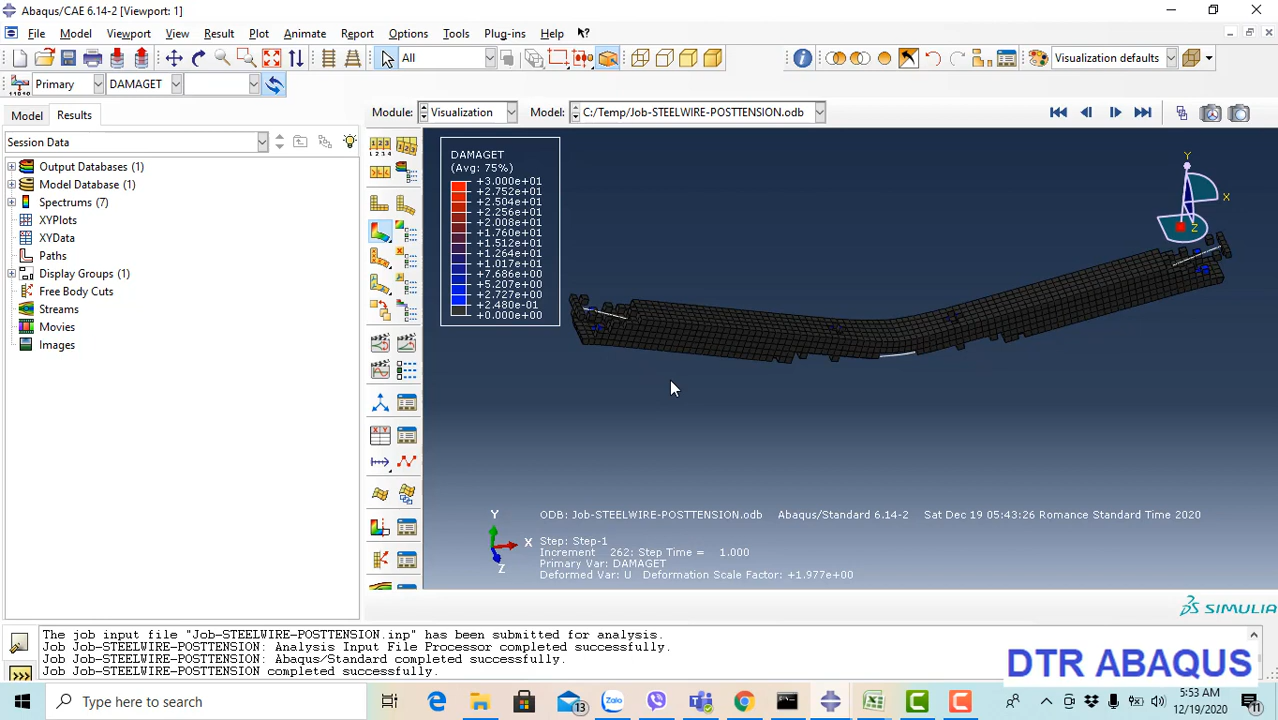 Abaqus/CAE 6.14-2 [Viewport: 1]
File Model Viewport View Result Plot Animate Report Options Tools Plug-ins Help
All
Visualization defaults
Primary DAMAGET
Model Results
Module: Visualization Model: C:/Temp/Job-STEELWIRE-POSTTENSION.odb
Session Data
Output Databases (1)
Model Database (1)
Spectrums (7)
XYPlots
XYData
Paths
Display Groups (1)
Free Body Cuts
Streams
Movies
Images
DAMAGET
(Avg: 75%)
+3.000e+01
+2.752e+01
+2.504e+01
+2.256e+01
+2.008e+01
+1.760e+01
+1.512e+01
+1.264e+01
+1.017e+01
+7.686e+00
+5.207e+00
+2.727e+00
+2.480e-01
+0.000e+00
Y
X
Z
Y
X
Z
ODB: Job-STEELWIRE-POSTTENSION.odb Abaqus/Standard 6.14-2 Sat Dec 19 05:43:26 Romance Standard Time 2020
Step: Step-1
Increment 262: Step Time = 1.000
Primary Var: DAMAGET
Deformed Var: U Deformation Scale Factor: +1.977e+00
SIMULIA
The job input file "Job-STEELWIRE-POSTTENSION.inp" has been submitted for analysis.
Job Job-STEELWIRE-POSTTENSION: Analysis Input File Processor completed successfully.
Job Job-STEELWIRE-POSTTENSION: Abaqus/Standard completed successfully.
Job Job-STEELWIRE-POSTTENSION completed successfully.
>>>
DTR ABAQUS
Type here to search
13
Zalo
5:53 AM
12/19/2020
11